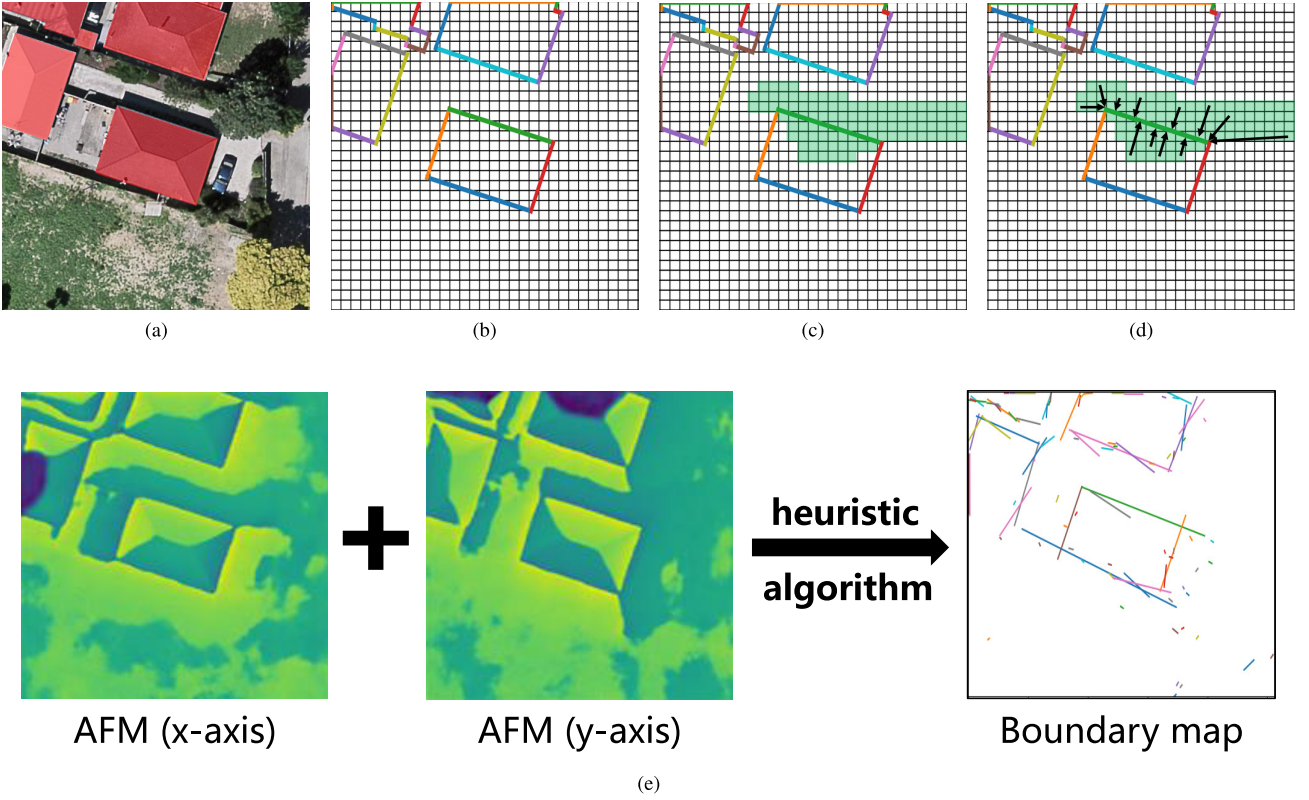 (a)
(b)
(c)
(d)
heuristic
algorithm
AFM (x-axis)
AFM (y-axis)
Boundary map
(e)